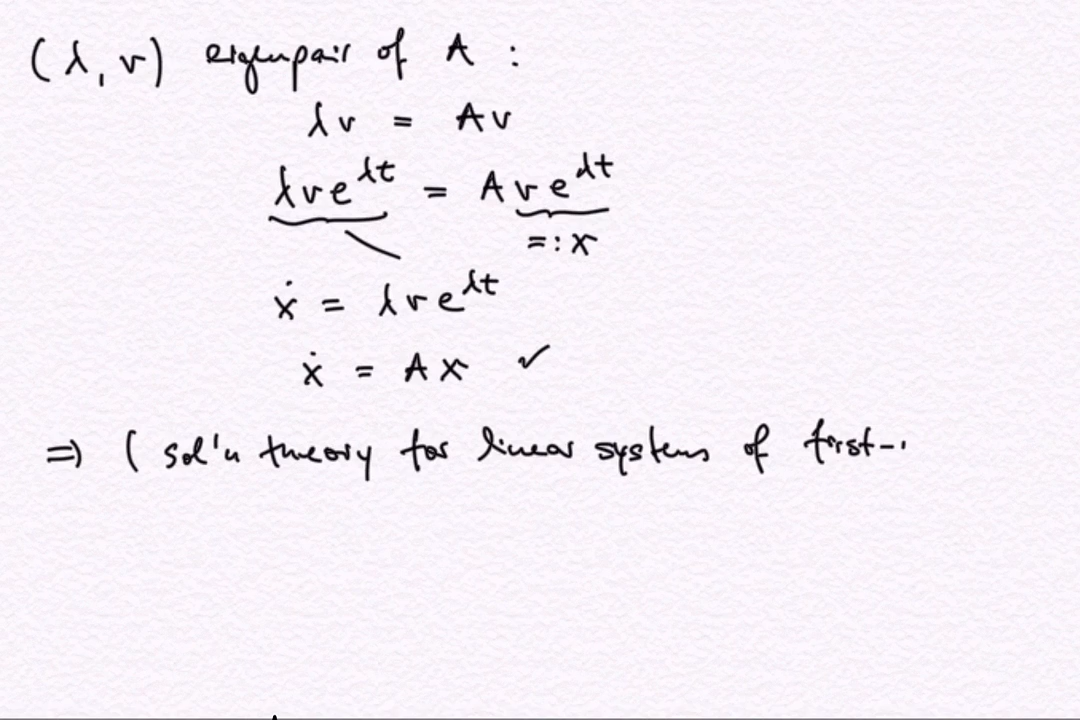 (λ, v) eigenpair of A :
λv = Av
λve^{λt} = Ave^{λt}
=: x
ẋ = λve^{λt}
ẋ = Ax ✓
⇒ ( sol'n theory for linear systems of first-